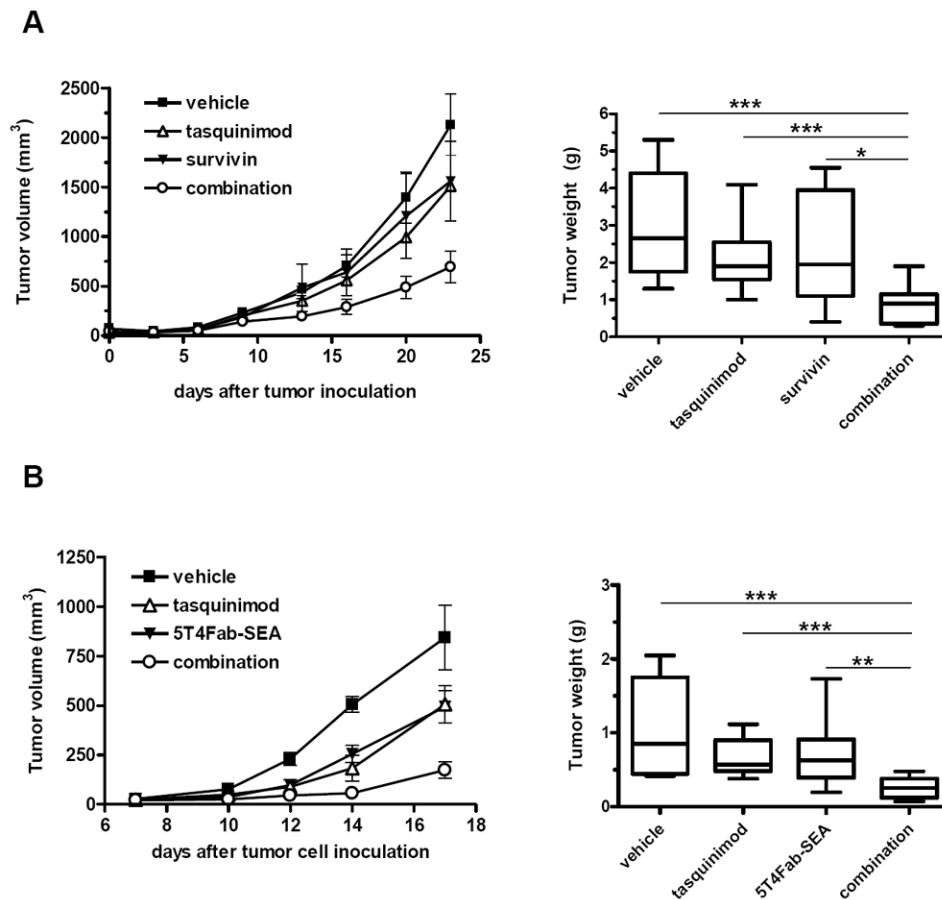 A
Tumor volume (mm3)
2500
2000
1500
1000
500
0
vehicle
tasquinimod
survivin
combination
0 5 10 15 20 25
days after tumor inoculation
Tumor weight (g)
6
5
4
3
2
1
0
***
***
*
vehicle
tasquinimod
survivin
combination
B
Tumor volume (mm3)
1250
1000
750
500
250
0
vehicle
tasquinimod
5T4Fab-SEA
combination
6 8 10 12 14 16 18
days after tumor cell inoculation
Tumor weight (g)
3
2
1
0
***
***
**
vehicle
tasquinimod
5T4Fab-SEA
combination